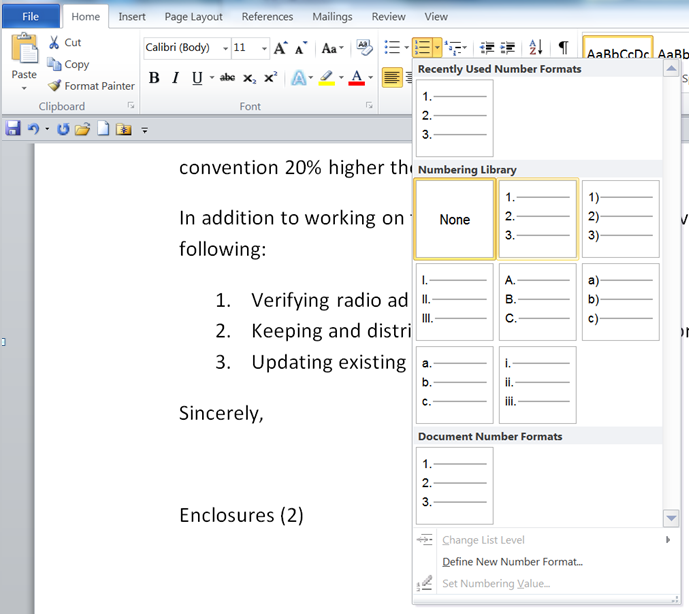 File Home Insert Page Layout References Mailings Review View
Cut
Copy
Format Painter
Paste
Calibri (Body) 11 A A Aa
B I U abc x₂ x² A A
AaBbCcDc AaBb
Clipboard Font
Recently Used Number Formats
1.
2.
3.
Numbering Library
None
1.
2.
3.
1)
2)
3)
I.
II.
III.
A.
B.
C.
a)
b)
c)
a.
b.
c.
i.
ii.
iii.
Document Number Formats
1.
2.
3.
Change List Level
Define New Number Format...
Set Numbering Value...
convention 20% higher
In addition to working on
following:
1. Verifying radio ad
2. Keeping and
3. Updating existing
Sincerely,
Enclosures (2)